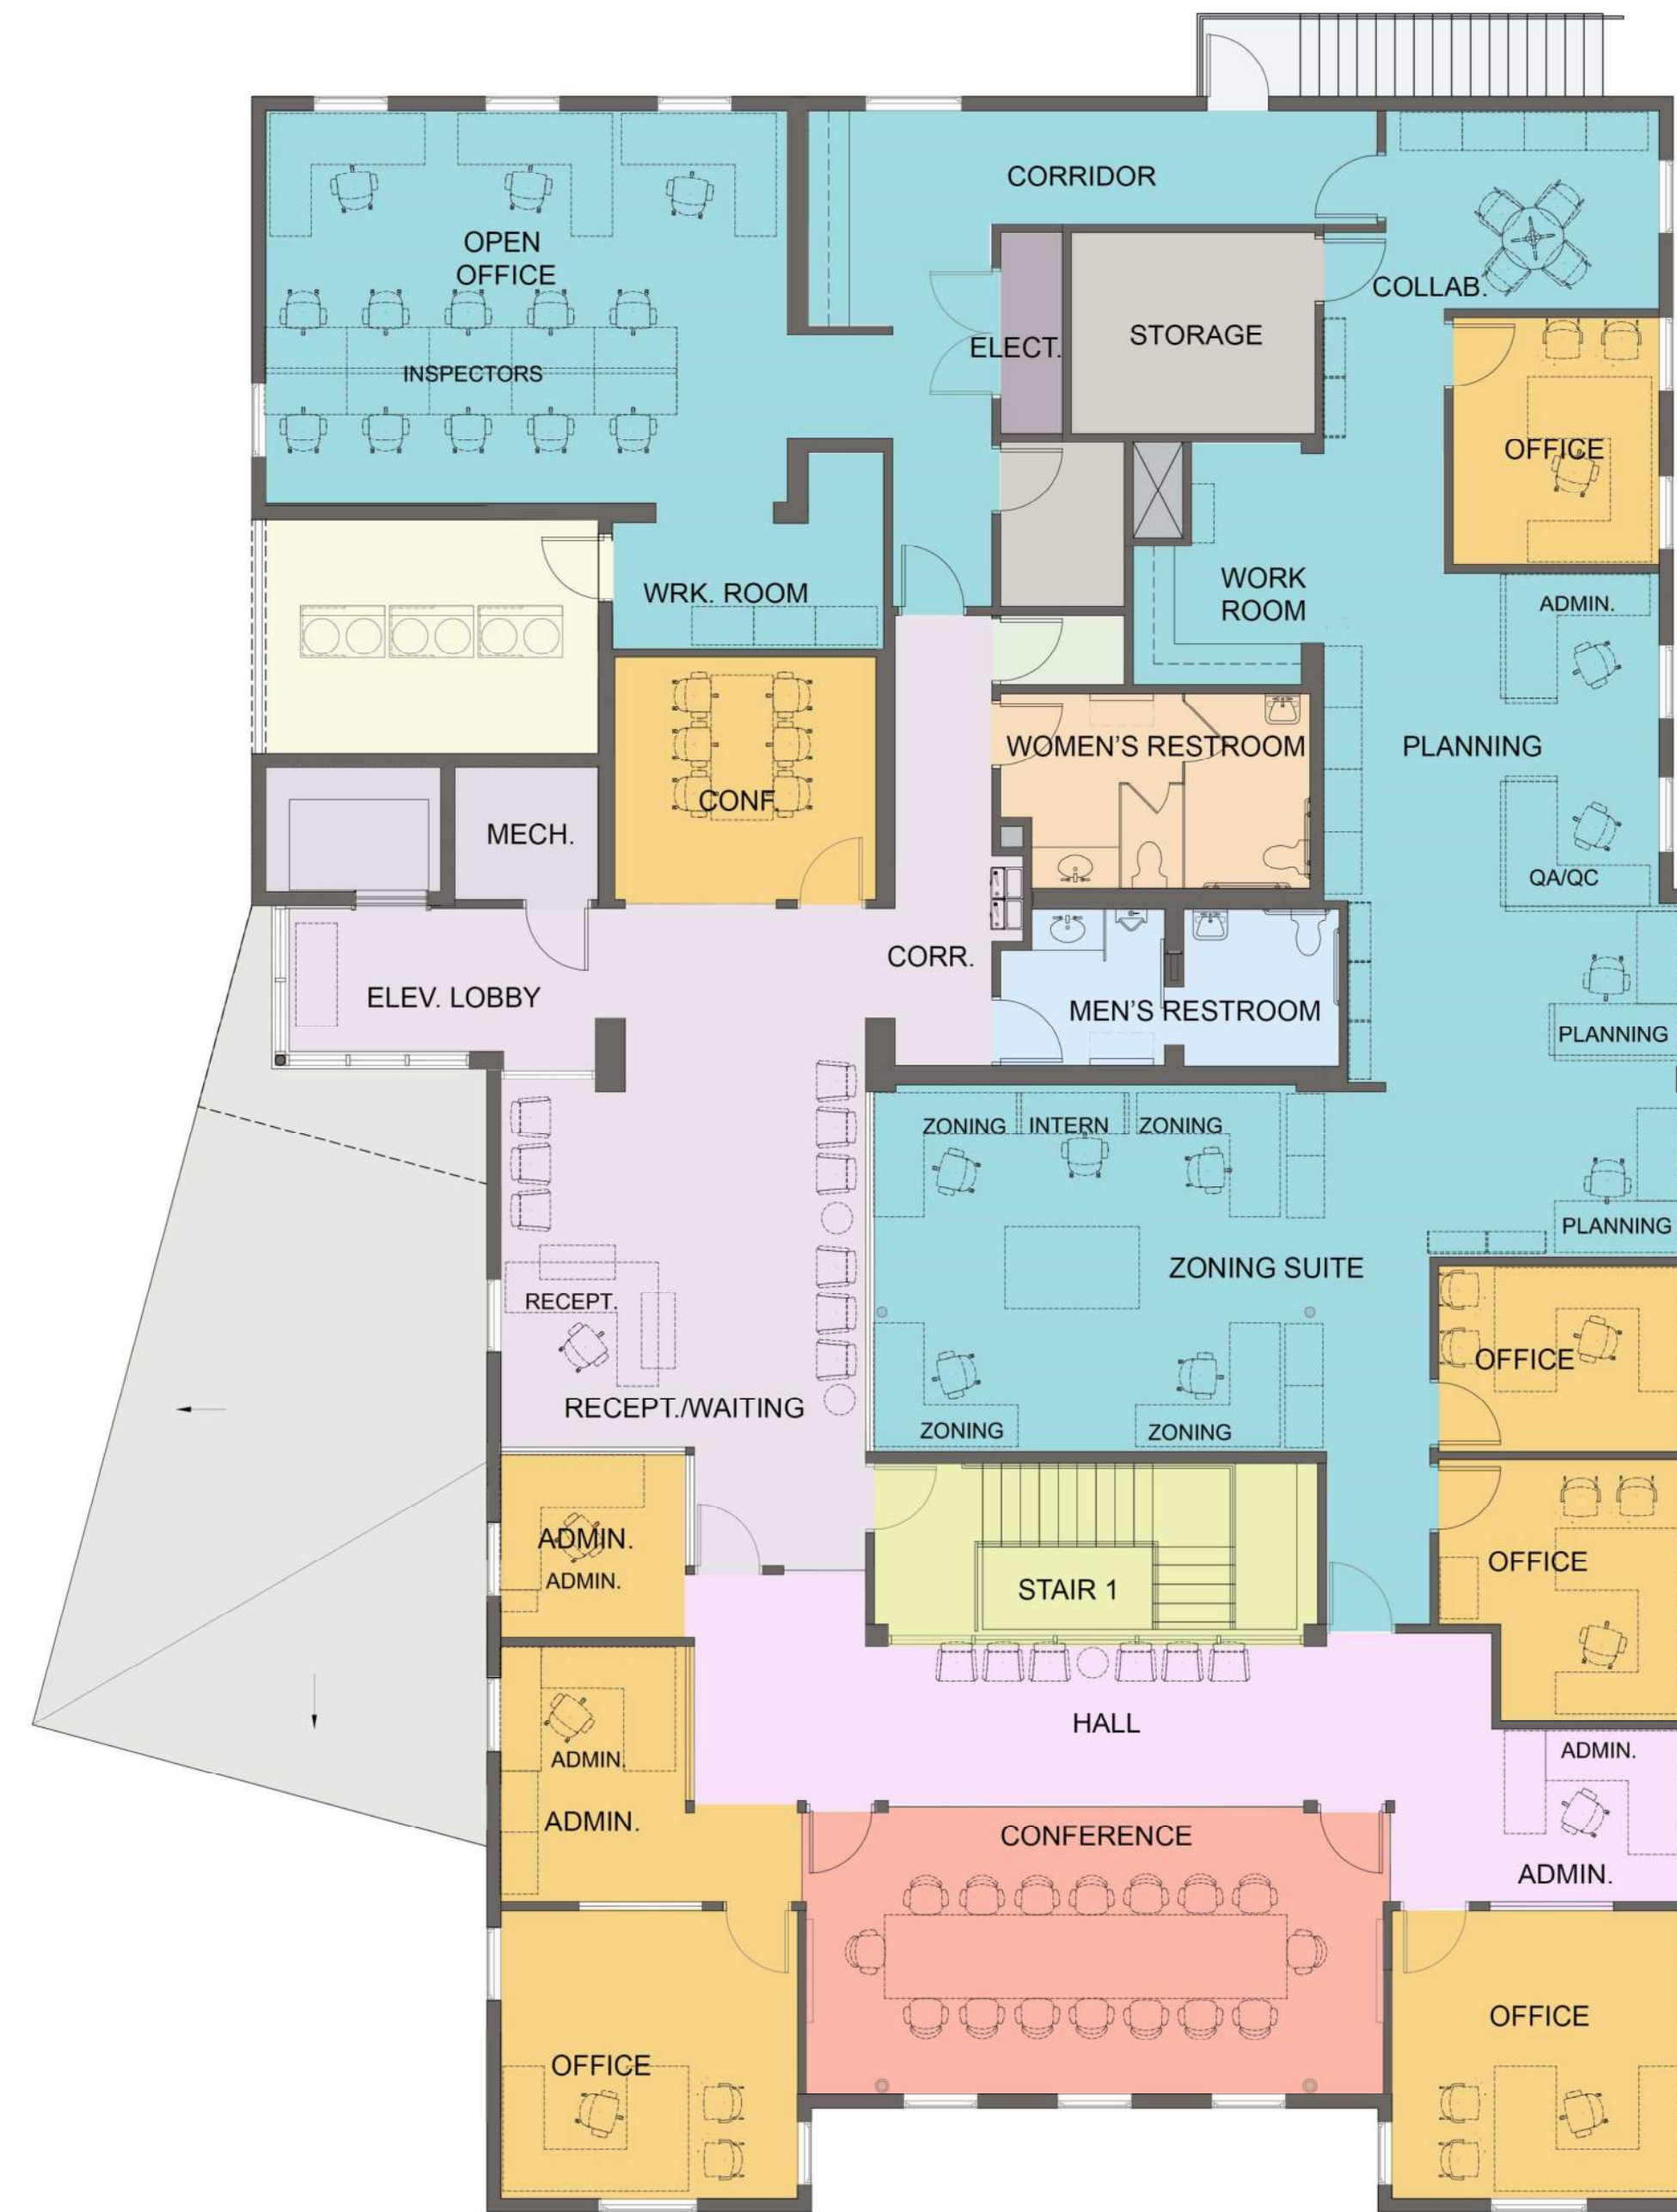 CORRIDOR
OPEN
OFFICE
COLLAB.
ELECT.
STORAGE
INSPECTORS
OFFICE
WRK. ROOM
WORK
ROOM
ADMIN.
WOMEN'S RESTROOM
PLANNING
CONF.
MECH.
QA/QC
CORR.
ELEV. LOBBY
MEN'S RESTROOM
PLANNING
ZONING
INTERN
ZONING
PLANNING
ZONING SUITE
RECEPT.
OFFICE
RECEPT./WAITING
ZONING
ZONING
ADMIN.
ADMIN.
STAIR 1
OFFICE
HALL
ADMIN.
ADMIN.
ADMIN.
CONFERENCE
ADMIN.
OFFICE
OFFICE